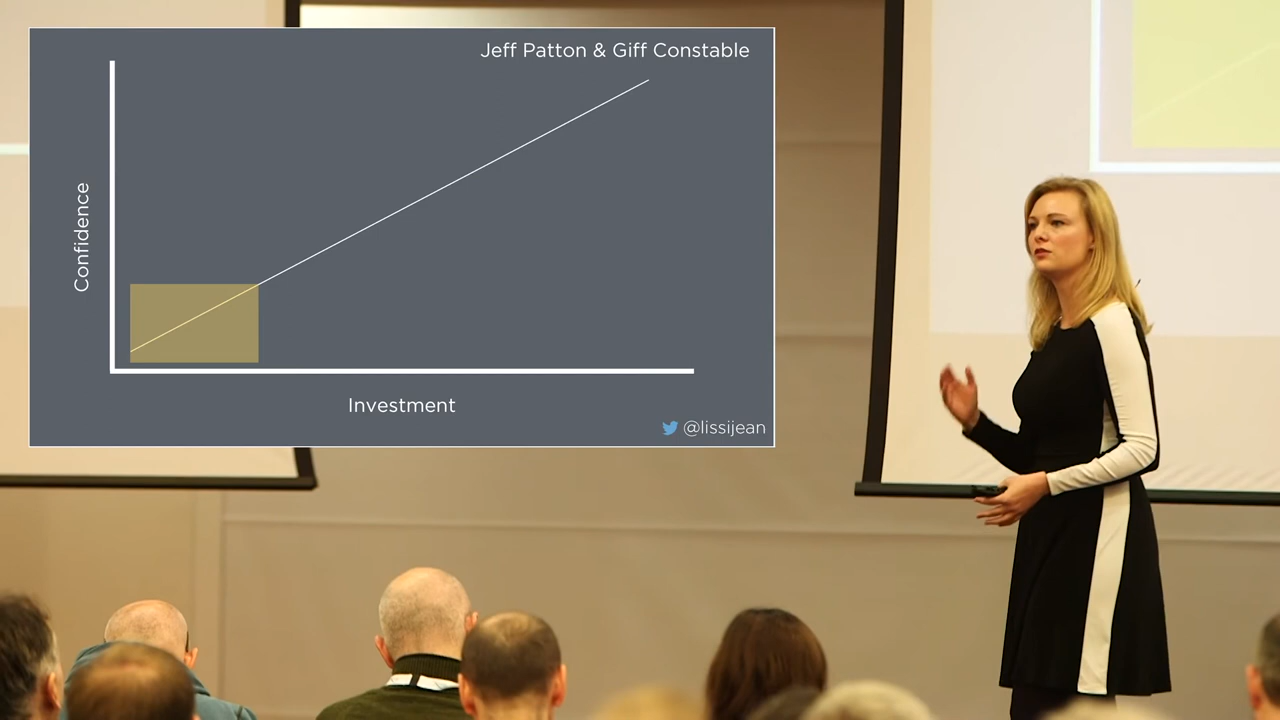 Jeff Patton & Giff Constable
Confidence
Investment
@lissijean